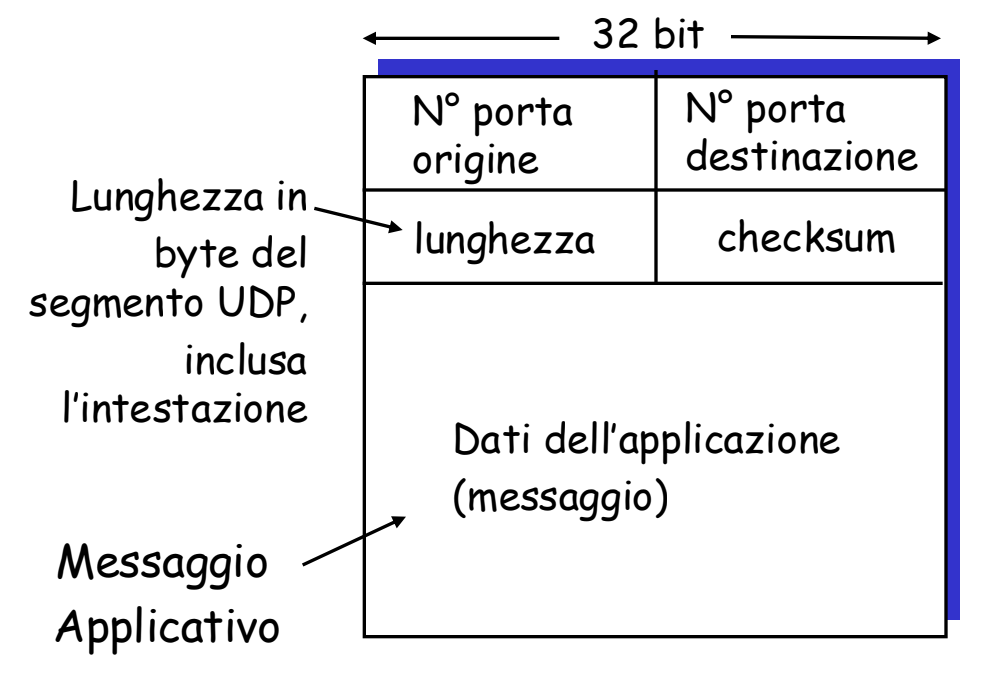 32 bit
N° porta
origine
N° porta
destinazione
Lunghezza in
byte del
segmento UDP,
inclusa
l'intestazione
lunghezza
checksum
Dati dell'applicazione
(messaggio)
Messaggio
Applicativo